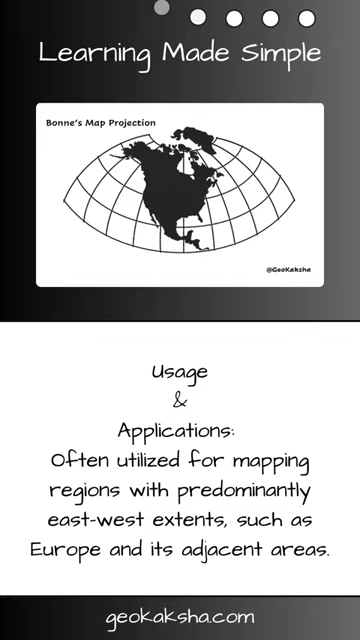 Learning Made Simple
Bonne's Map Projection
@GeoKaksha
Usage
&
Applications:
Often utilized for mapping
regions with predominantly
east-west extents, such as
Europe and its adjacent areas.
geokaksha.com